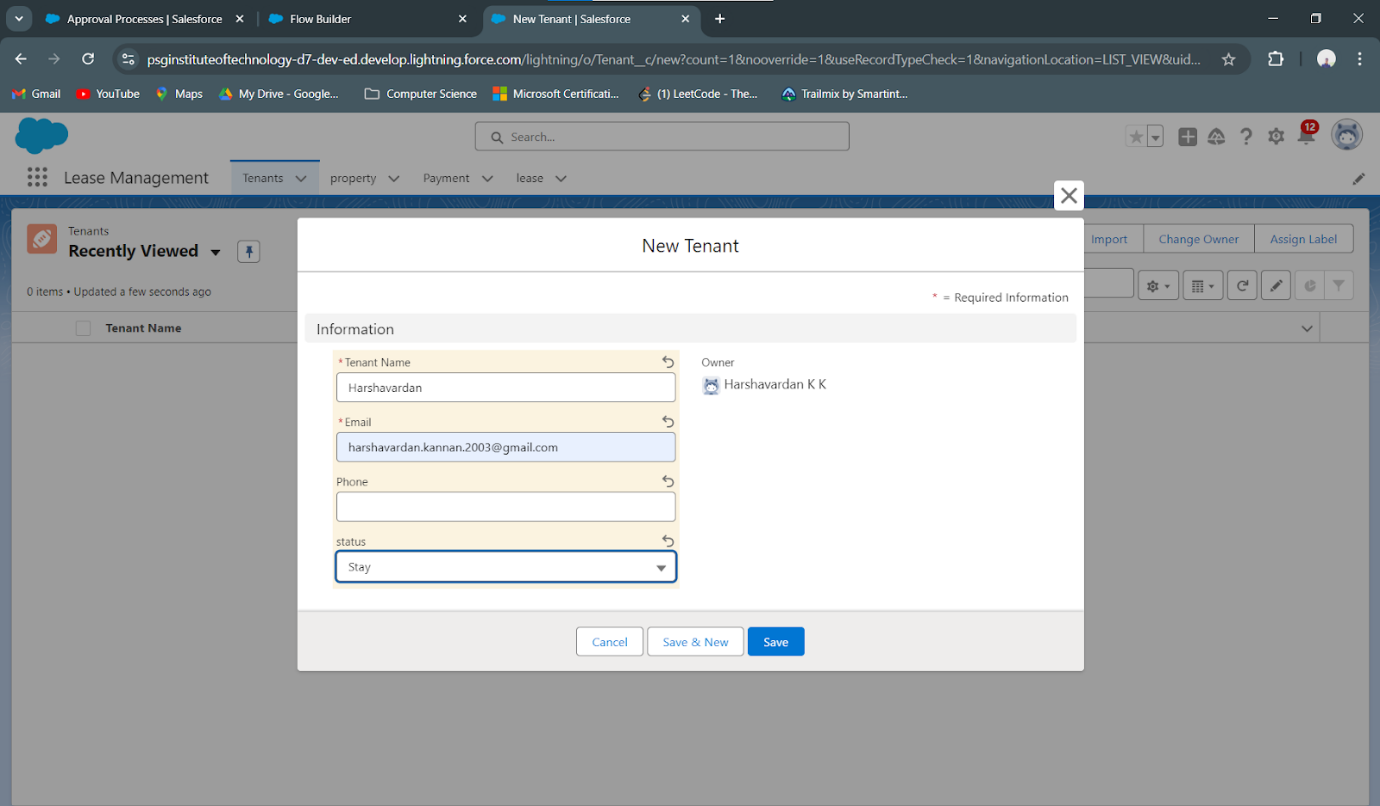 Approval Processes | Salesforce
Flow Builder
New Tenant | Salesforce
psginstituteoftechnology-d7-dev-ed.develop.lightning.force.com/lightning/o/Tenant__c/new?count=1&nooverride=1&useRecordTypeCheck=1&navigationLocation=LIST_VIEW&uid...
Gmail
YouTube
Maps
My Drive - Google...
Computer Science
Microsoft Certificati...
(1) LeetCode - The...
Trailmix by Smartint...
Search...
12
Lease Management
Tenants
property
Payment
lease
Tenants
Recently Viewed
Import
Change Owner
Assign Label
0 items • Updated a few seconds ago
Tenant Name
New Tenant
* = Required Information
Information
*Tenant Name
Harshavardan
Owner
Harshavardan K K
*Email
harshavardan.kannan.2003@gmail.com
Phone
status
Stay
Cancel
Save & New
Save